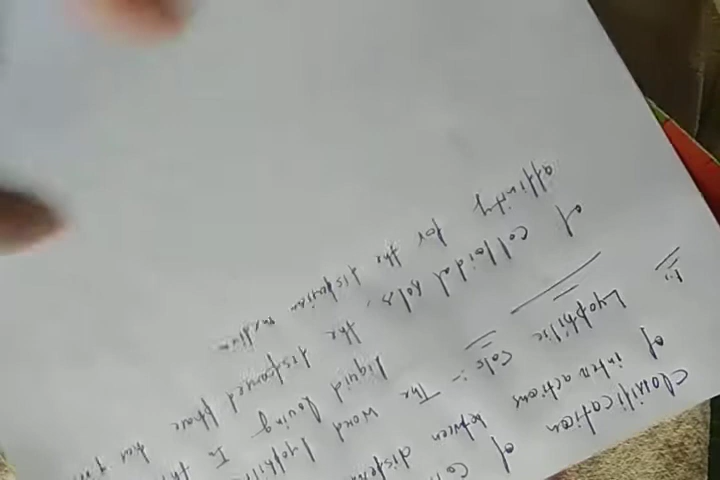 Classification of Co
of interactions between dispers
(i) Lyophilic Sols :- The word lyophili
liquid loving In th
of colloidal sols, the dispersed phase has
affinity for the dispersion medium